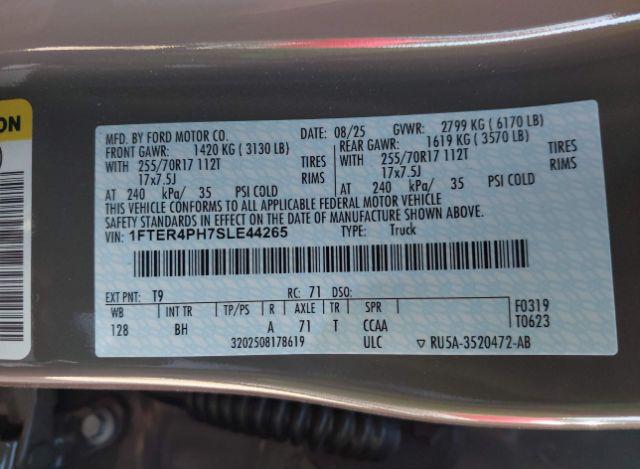 ON
MFD. BY FORD MOTOR CO. DATE: 08/25 GVWR: 2799 KG ( 6170 LB)
FRONT GAWR: 1420 KG ( 3130 LB) REAR GAWR: 1619 KG ( 3570 LB)
WITH 255/70R17 112T TIRES WITH 255/70R17 112T TIRES
17x7.5J RIMS 17x7.5J RIMS
AT 240 kPa/ 35 PSI COLD AT 240 kPa/ 35 PSI COLD
THIS VEHICLE CONFORMS TO ALL APPLICABLE FEDERAL MOTOR VEHICLE
SAFETY STANDARDS IN EFFECT ON THE DATE OF MANUFACTURE SHOWN ABOVE.
VIN: 1FTER4PH7SLE44265 TYPE: Truck
EXT PNT: T9 RC: 71 DSO:
WB INT TR TP/PS R AXLE TR SPR F0319
128 BH A 71 T CCAA T0623
3202508178619 ULC ▽ RU5A-3520472-AB